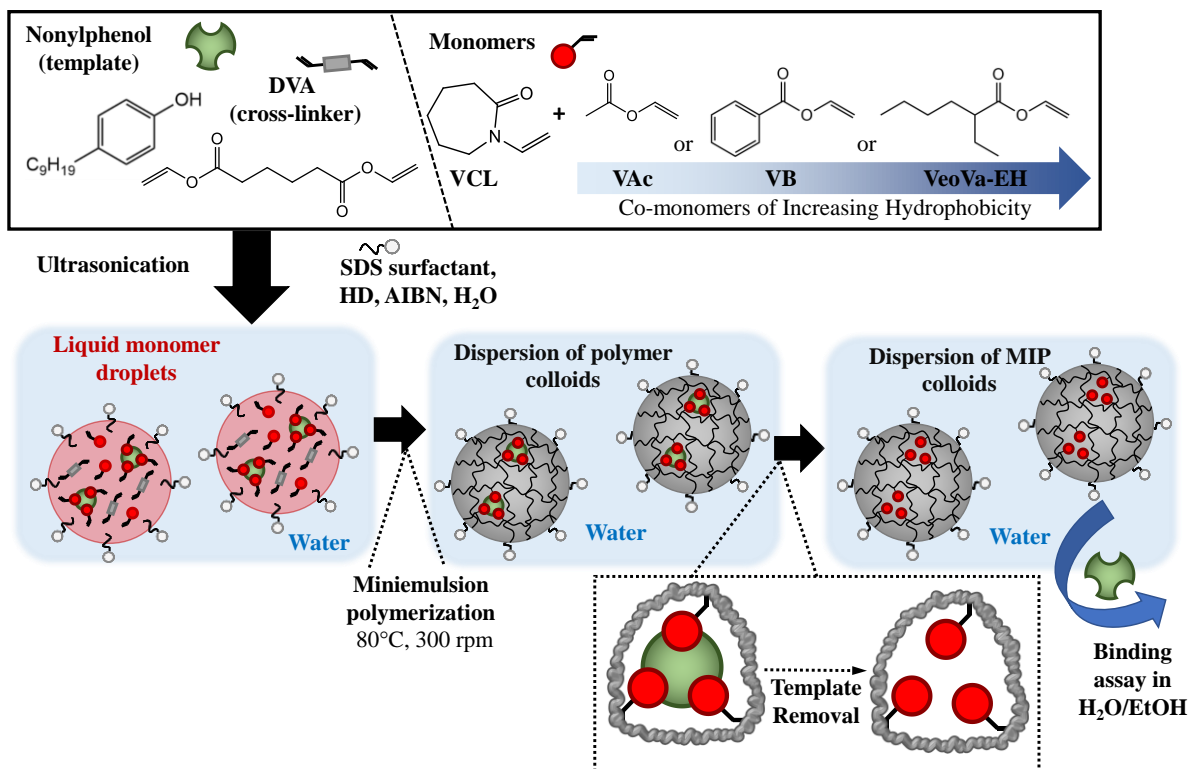 Nonylphenol
(template)
OH
C₉H₁₉
DVA
(cross-linker)
O
O
O
O
Monomers
O
N
VCL
+
O
O
VAc
or
O
O
VB
or
O
O
VeoVa-EH
Co-monomers of Increasing Hydrophobicity
Ultrasonication
SDS surfactant,
HD, AIBN, H₂O
Liquid monomer
droplets
Water
Miniemulsion
polymerization
80°C, 300 rpm
Dispersion of polymer
colloids
Water
Dispersion of MIP
colloids
Water
Template
Removal
Binding
assay in
H₂O/EtOH